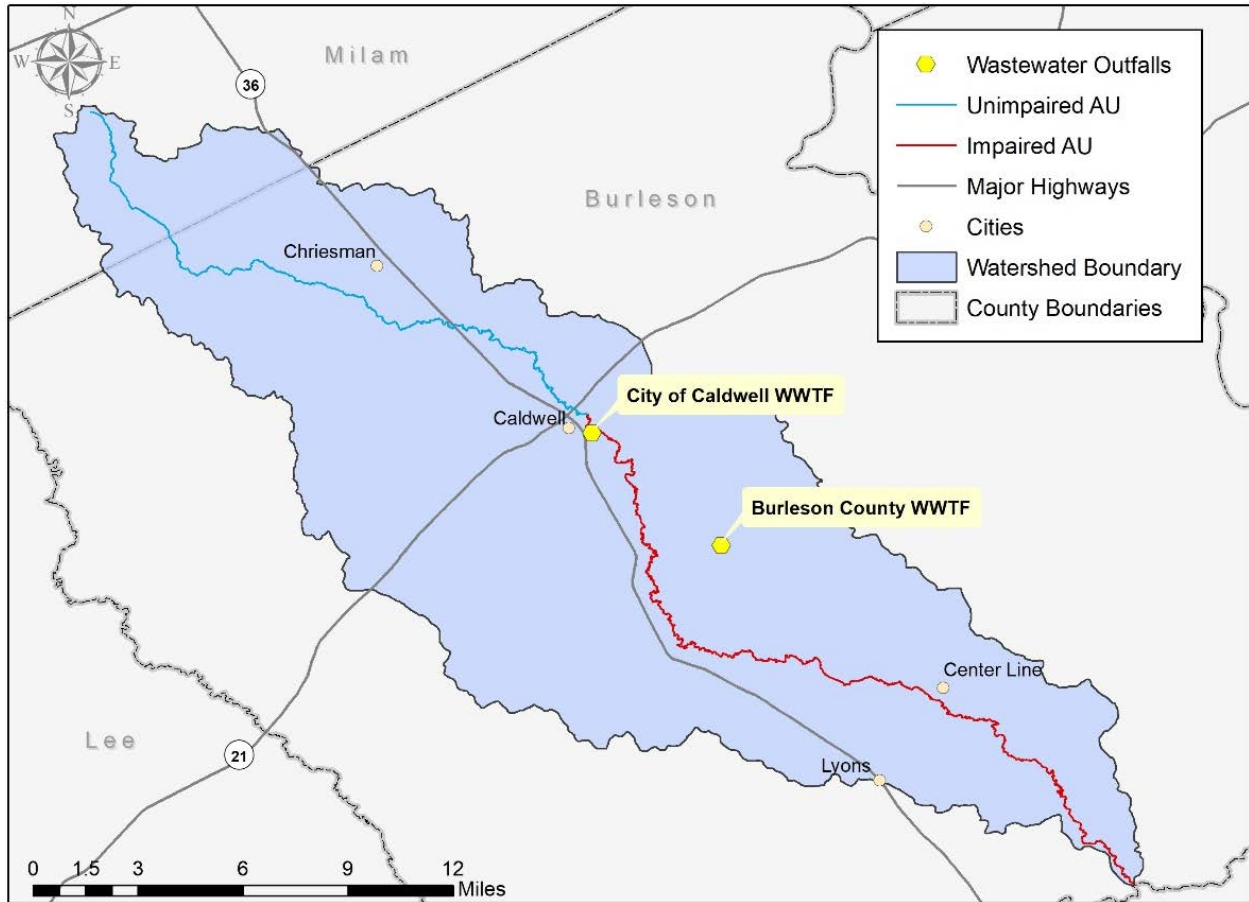 N
W E
S
Milam
36
Wastewater Outfalls
Unimpaired AU
Impaired AU
Major Highways
Cities
Watershed Boundary
County Boundaries
Burleson
Chriesman
City of Caldwell WWTF
Caldwell
Burleson County WWTF
Center Line
Lee
21
Lyons
0 1.5 3 6 9 12
Miles